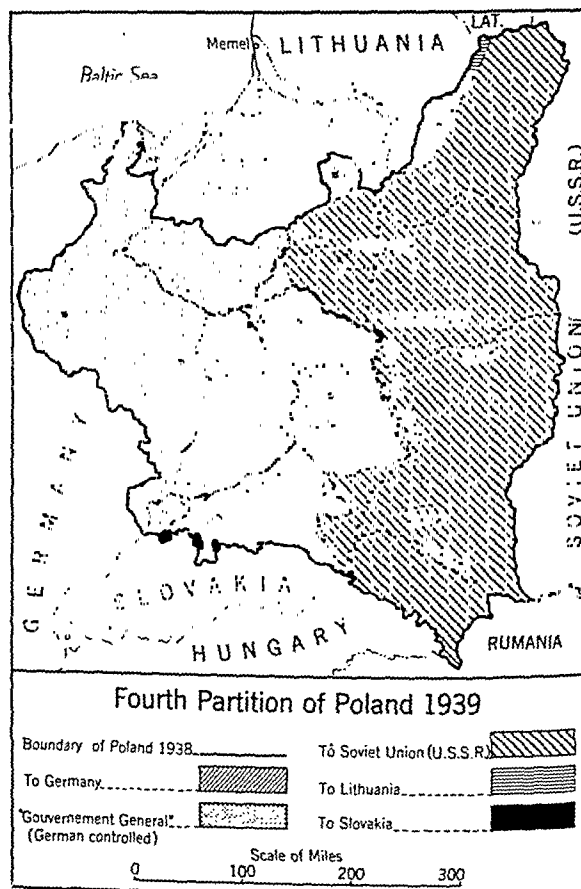 LAT.
Memel
LITHUANIA
Baltic Sea
(U.S.S.R.)
SOVIET UNION
GERMANY
SLOVAKIA
HUNGARY
RUMANIA
Fourth Partition of Poland 1939
Boundary of Poland 1938
To Soviet Union (U.S.S.R.)
To Germany
To Lithuania
"Gouvernement General"
(German controlled)
To Slovakia
Scale of Miles
0 100 200 300